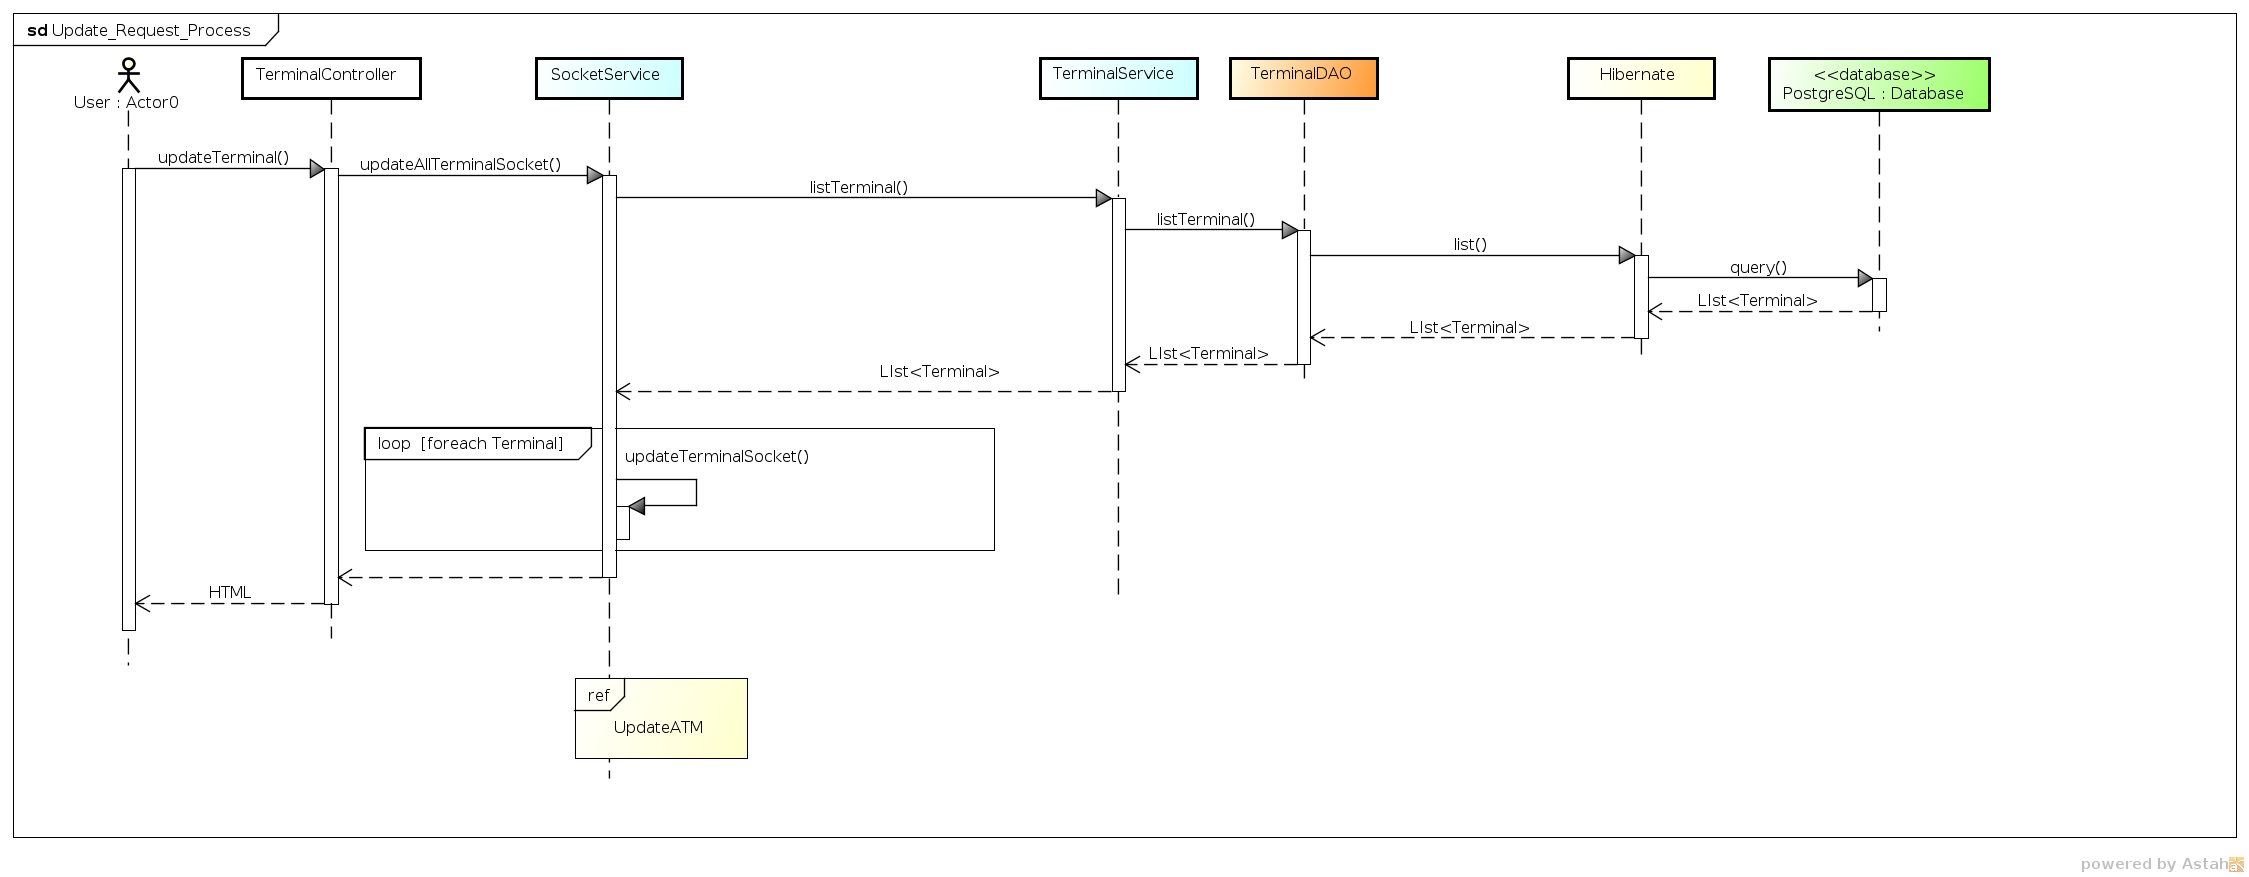 sd Update_Request_Process
User : Actor0
TerminalController
SocketService
TerminalService
TerminalDAO
Hibernate
<<database>>
PostgreSQL : Database
updateTerminal()
updateAllTerminalSocket()
listTerminal()
listTerminal()
list()
query()
LIst<Terminal>
LIst<Terminal>
LIst<Terminal>
LIst<Terminal>
loop [foreach Terminal]
updateTerminalSocket()
HTML
ref
UpdateATM
powered by Astah